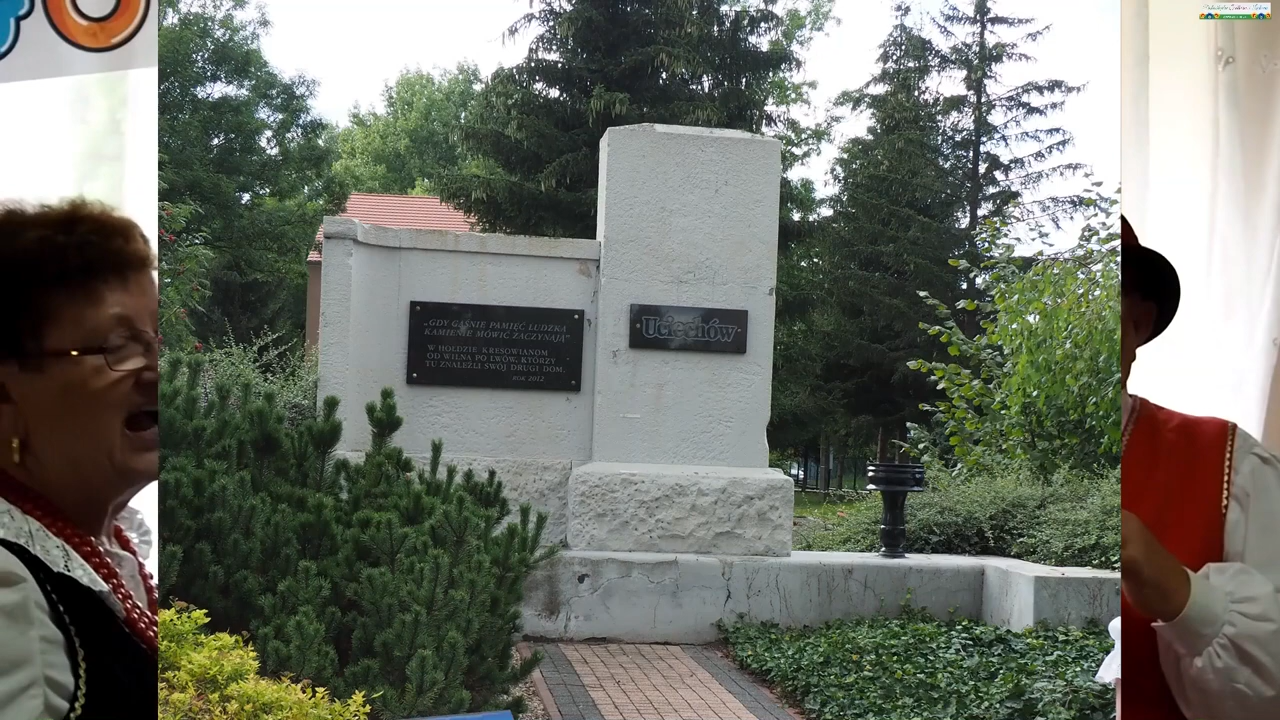 „GDY GAŚNIE PAMIĘĆ LUDZKA
KAMIENIE MÓWIĆ ZACZYNAJĄ”
W HOŁDZIE KRESOWIANOM
OD WILNA PO LWÓW, KTÓRZY
TU ZNALEŹLI SWÓJ DRUGI DOM.
ROK 2012
Uciechów